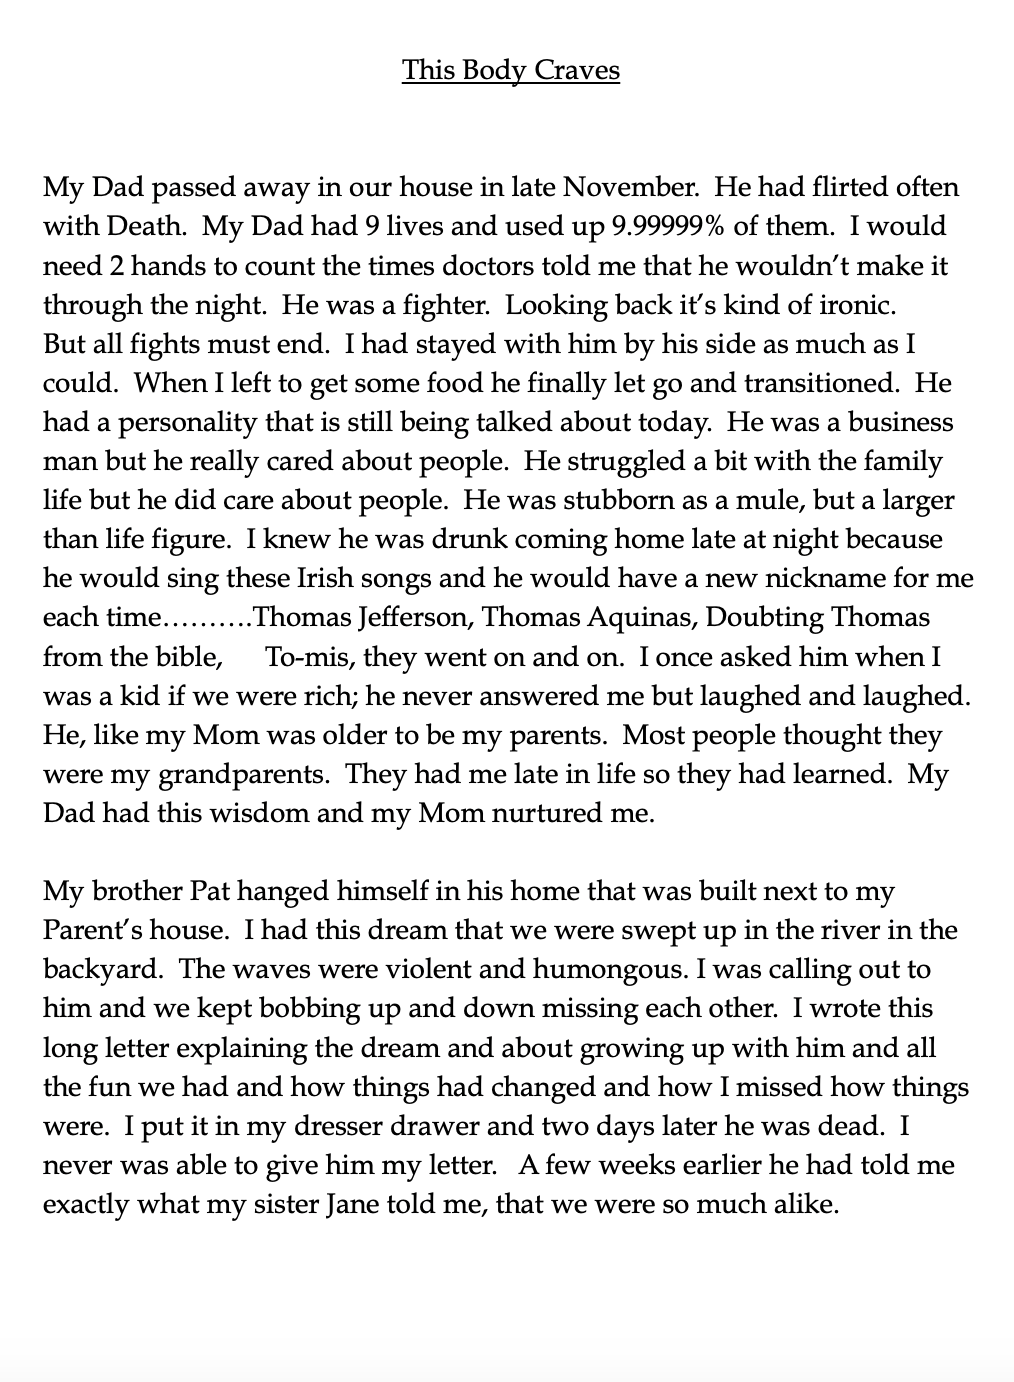 This Body Craves
My Dad passed away in our house in late November.  He had flirted often
with Death.  My Dad had 9 lives and used up 9.99999% of them.  I would
need 2 hands to count the times doctors told me that he wouldn’t make it
through the night.  He was a fighter.  Looking back it’s kind of ironic.
But all fights must end.  I had stayed with him by his side as much as I
could.  When I left to get some food he finally let go and transitioned.  He
had a personality that is still being talked about today.  He was a business
man but he really cared about people.  He struggled a bit with the family
life but he did care about people.  He was stubborn as a mule, but a larger
than life figure.  I knew he was drunk coming home late at night because
he would sing these Irish songs and he would have a new nickname for me
each time……….Thomas Jefferson, Thomas Aquinas, Doubting Thomas
from the bible,     To-mis, they went on and on.  I once asked him when I
was a kid if we were rich; he never answered me but laughed and laughed.
He, like my Mom was older to be my parents.  Most people thought they
were my grandparents.  They had me late in life so they had learned.  My
Dad had this wisdom and my Mom nurtured me.
My brother Pat hanged himself in his home that was built next to my
Parent’s house.  I had this dream that we were swept up in the river in the
backyard.  The waves were violent and humongous. I was calling out to
him and we kept bobbing up and down missing each other.  I wrote this
long letter explaining the dream and about growing up with him and all
the fun we had and how things had changed and how I missed how things
were.  I put it in my dresser drawer and two days later he was dead.  I
never was able to give him my letter.   A few weeks earlier he had told me
exactly what my sister Jane told me, that we were so much alike.